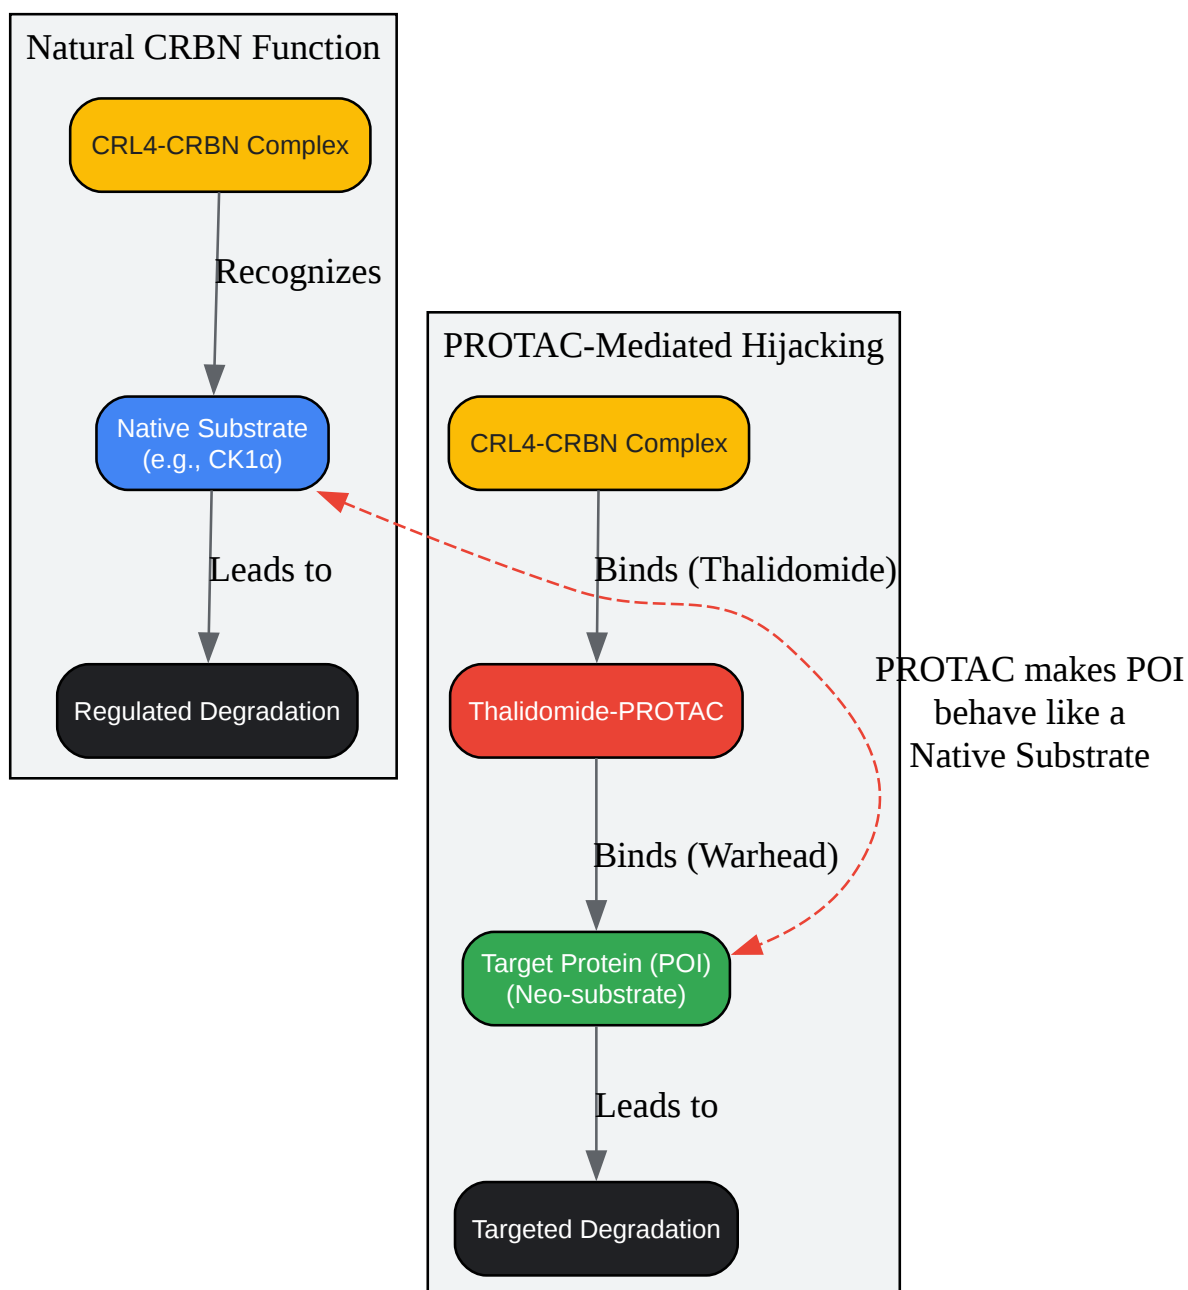 Natural CRBN Function
CRL4-CRBN Complex
Recognizes
Native Substrate
(e.g., CK1α)
Leads to
Regulated Degradation
PROTAC-Mediated Hijacking
CRL4-CRBN Complex
Binds (Thalidomide)
Thalidomide-PROTAC
Binds (Warhead)
Target Protein (POI)
(Neo-substrate)
Leads to
Targeted Degradation
PROTAC makes POI
behave like a
Native Substrate